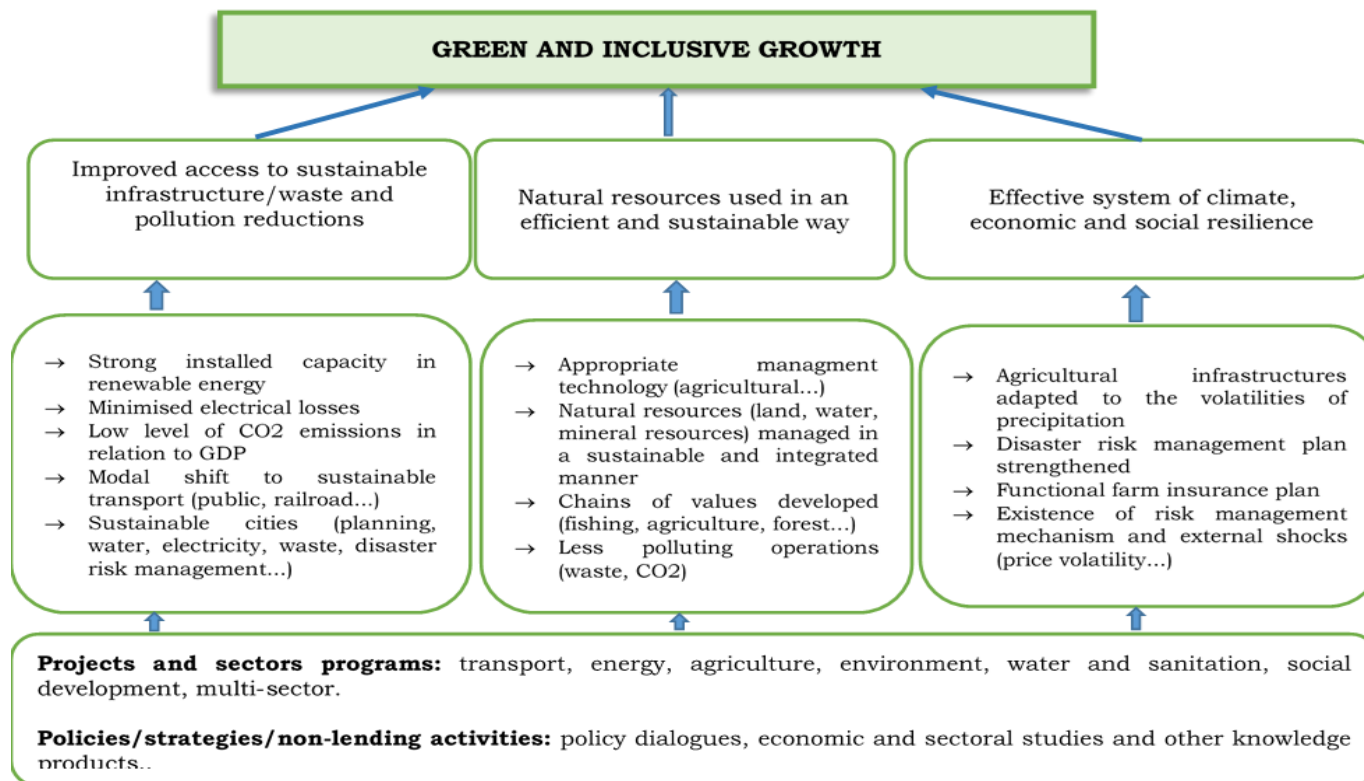 GREEN AND INCLUSIVE GROWTH
Improved access to sustainable
infrastructure/waste and
pollution reductions
Natural resources used in an
efficient and sustainable way
Effective system of climate,
economic and social resilience
→ Strong installed capacity in
renewable energy
→ Minimised electrical losses
→ Low level of CO2 emissions in
relation to GDP
→ Modal shift to sustainable
transport (public, railroad...)
→ Sustainable cities (planning,
water, electricity, waste, disaster
risk management...)
→ Appropriate managment
technology (agricultural...)
→ Natural resources (land, water,
mineral resources) managed in
a sustainable and integrated
manner
→ Chains of values developed
(fishing, agriculture, forest...)
→ Less polluting operations
(waste, CO2)
→ Agricultural infrastructures
adapted to the volatilities of
precipitation
→ Disaster risk management plan
strengthened
→ Functional farm insurance plan
→ Existence of risk management
mechanism and external shocks
(price volatility...)
Projects and sectors programs: transport, energy, agriculture, environment, water and sanitation, social
development, multi-sector.
Policies/strategies/non-lending activities: policy dialogues, economic and sectoral studies and other knowledge
products..